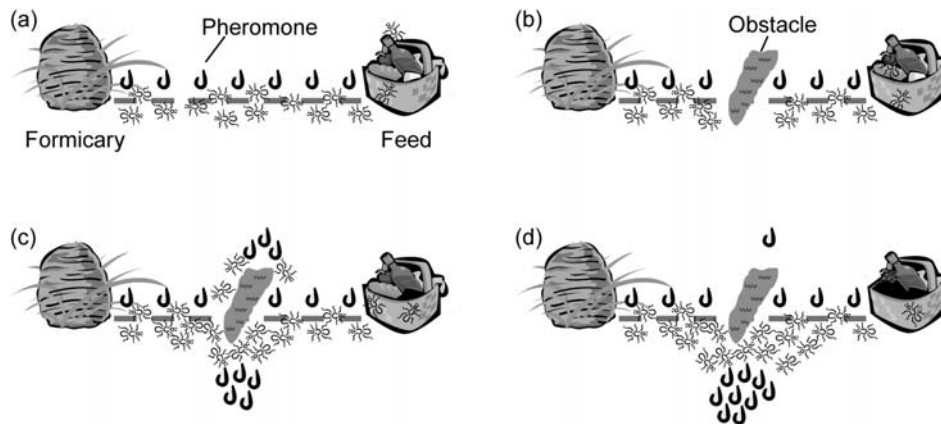 (a)
Pheromone
Formicary
Feed
(b)
Obstacle
(c)
(d)